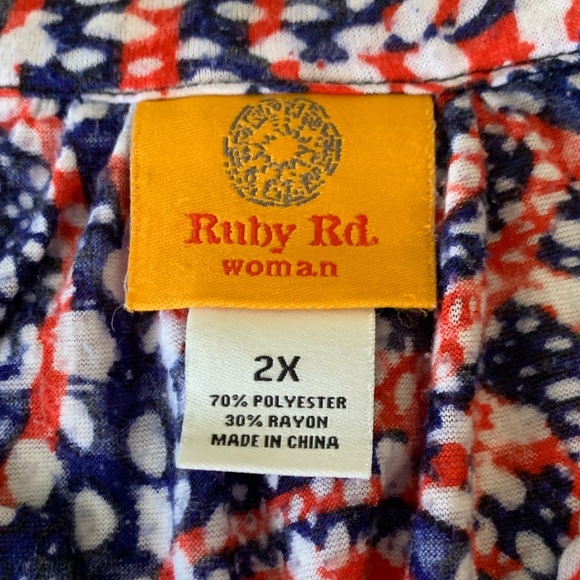 Ruby Rd.
woman
2X
70% POLYESTER
30% RAYON
MADE IN CHINA